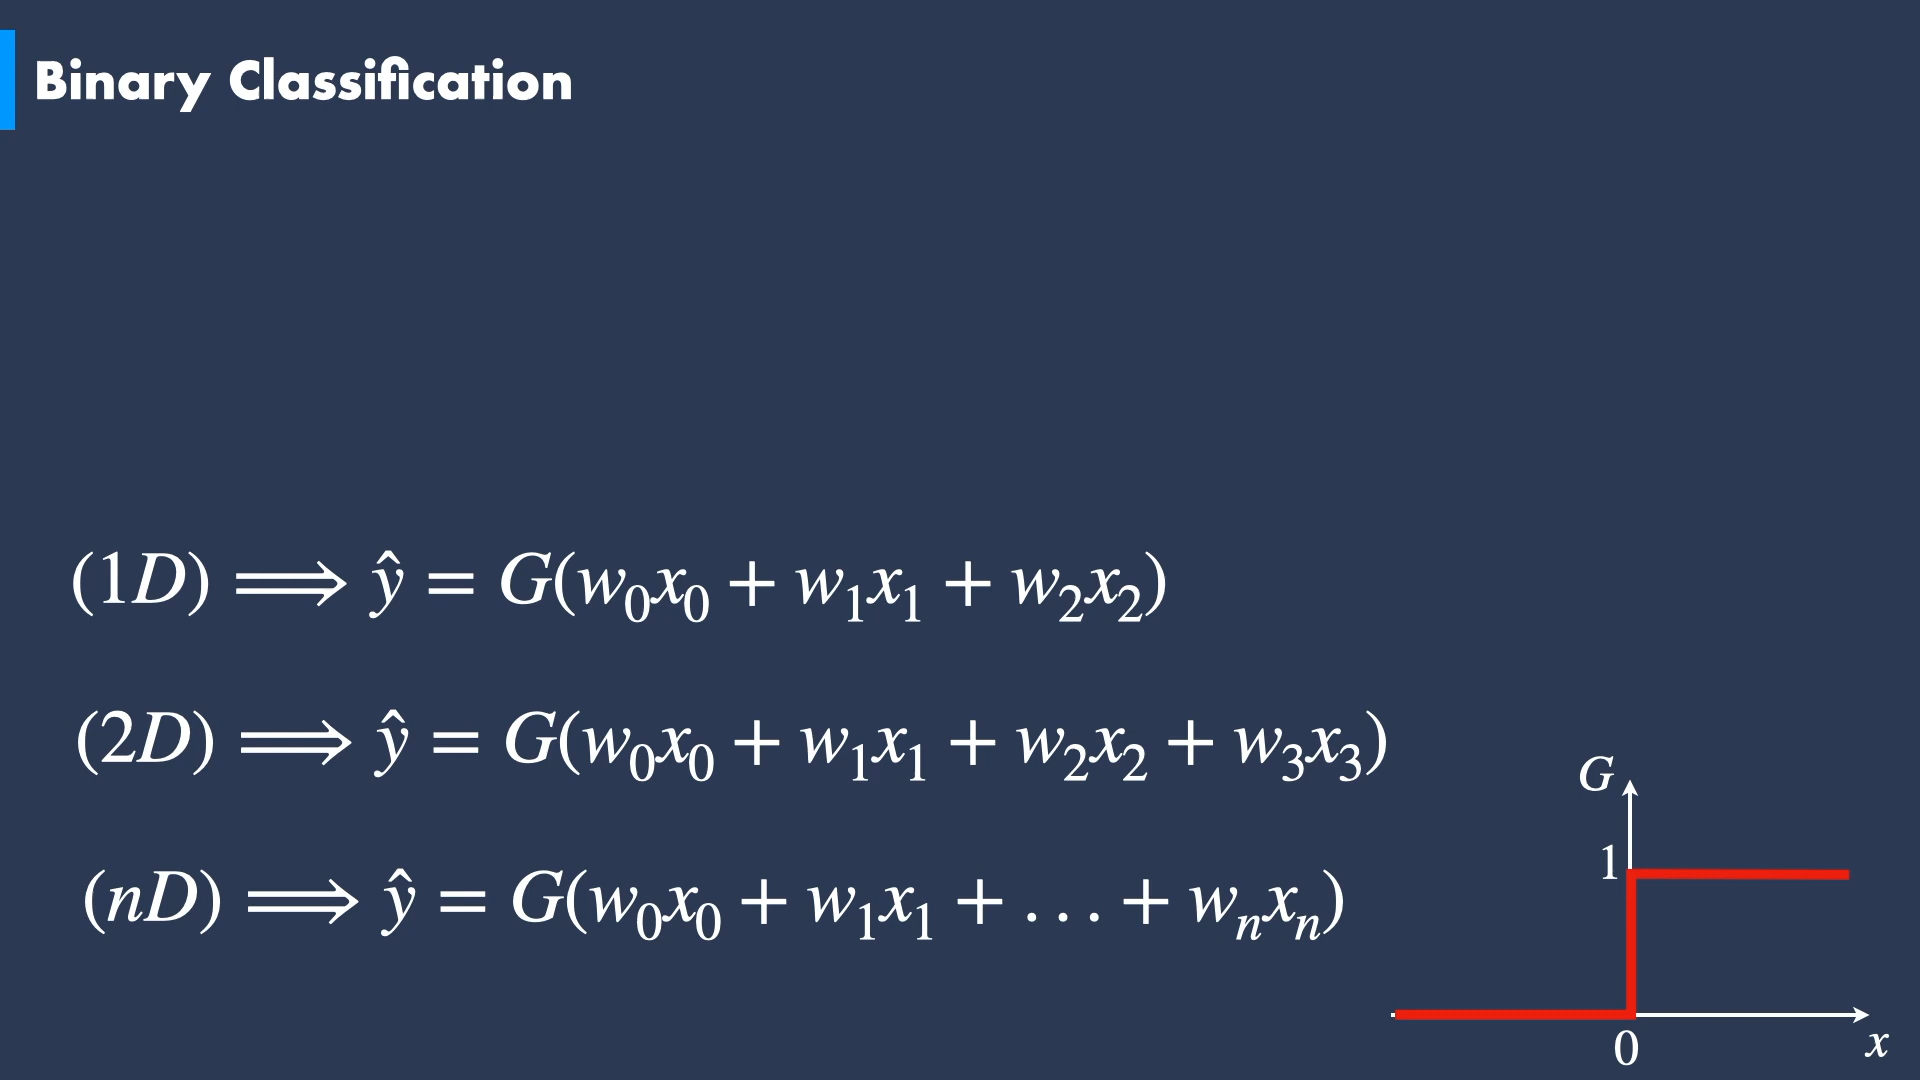 Binary Classification
(1D) ⟹ ŷ = G(w₀x₀ + w₁x₁ + w₂x₂)
(2D) ⟹ ŷ = G(w₀x₀ + w₁x₁ + w₂x₂ + w₃x₃)
(nD) ⟹ ŷ = G(w₀x₀ + w₁x₁ + . . . + wₙxₙ)
G
1
0
x